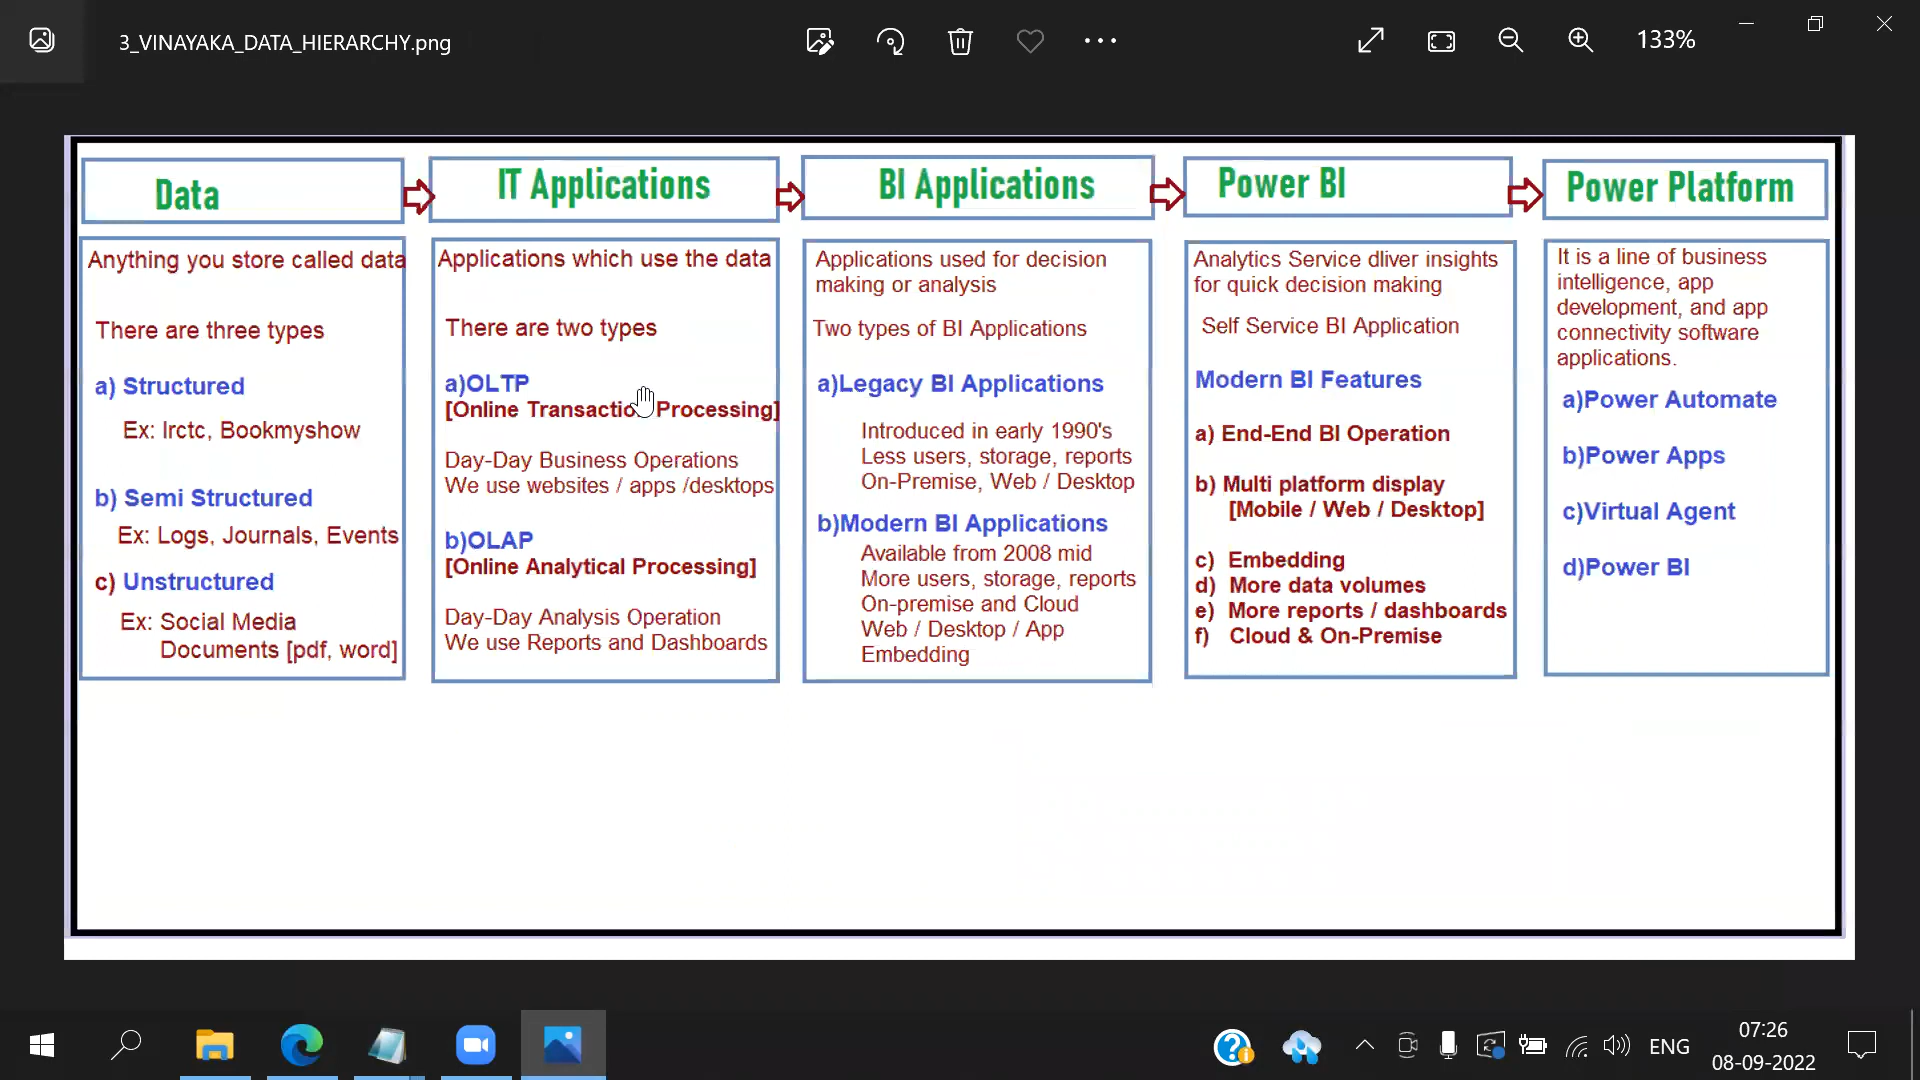 3_VINAYAKA_DATA_HIERARCHY.png
133%
Data
IT Applications
BI Applications
Power BI
Power Platform
Anything you store called data
There are three types
a) Structured
Ex: Irctc, Bookmyshow
b) Semi Structured
Ex: Logs, Journals, Events
c) Unstructured
Ex: Social Media
Documents [pdf, word]
Applications which use the data
There are two types
a)OLTP
[Online Transaction Processing]
Day-Day Business Operations
We use websites / apps /desktops
b)OLAP
[Online Analytical Processing]
Day-Day Analysis Operation
We use Reports and Dashboards
Applications used for decision
making or analysis
Two types of BI Applications
a)Legacy BI Applications
Introduced in early 1990's
Less users, storage, reports
On-Premise, Web / Desktop
b)Modern BI Applications
Available from 2008 mid
More users, storage, reports
On-premise and Cloud
Web / Desktop / App
Embedding
Analytics Service dliver insights
for quick decision making
Self Service BI Application
Modern BI Features
a) End-End BI Operation
b) Multi platform display
[Mobile / Web / Desktop]
c) Embedding
d) More data volumes
e) More reports / dashboards
f) Cloud & On-Premise
It is a line of business
intelligence, app
development, and app
connectivity software
applications.
a)Power Automate
b)Power Apps
c)Virtual Agent
d)Power BI
ENG
07:26
08-09-2022